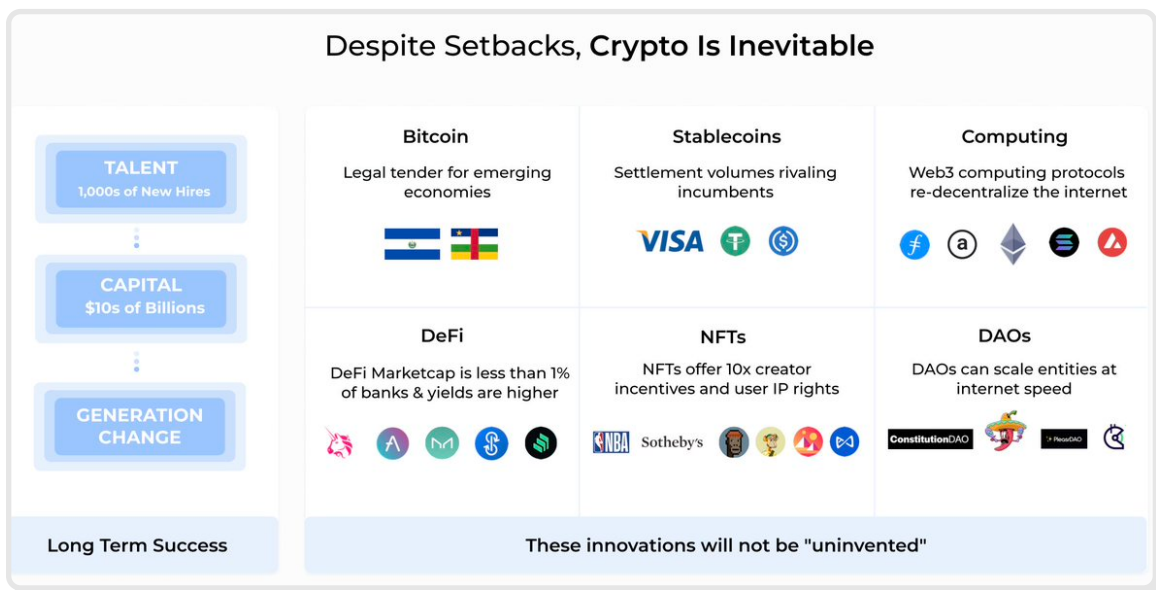 Despite Setbacks, Crypto Is Inevitable
TALENT
1,000s of New Hires
CAPITAL
$10s of Billions
GENERATION
CHANGE
Long Term Success
Bitcoin
Legal tender for emerging
economies
Stablecoins
Settlement volumes rivaling
incumbents
VISA
Computing
Web3 computing protocols
re-decentralize the internet
a
DeFi
DeFi Marketcap is less than 1%
of banks & yields are higher
NFTs
NFTs offer 10x creator
incentives and user IP rights
NBA Sotheby's
DAOs
DAOs can scale entities at
internet speed
ConstitutionDAO
PleasrDAO
These innovations will not be "uninvented"